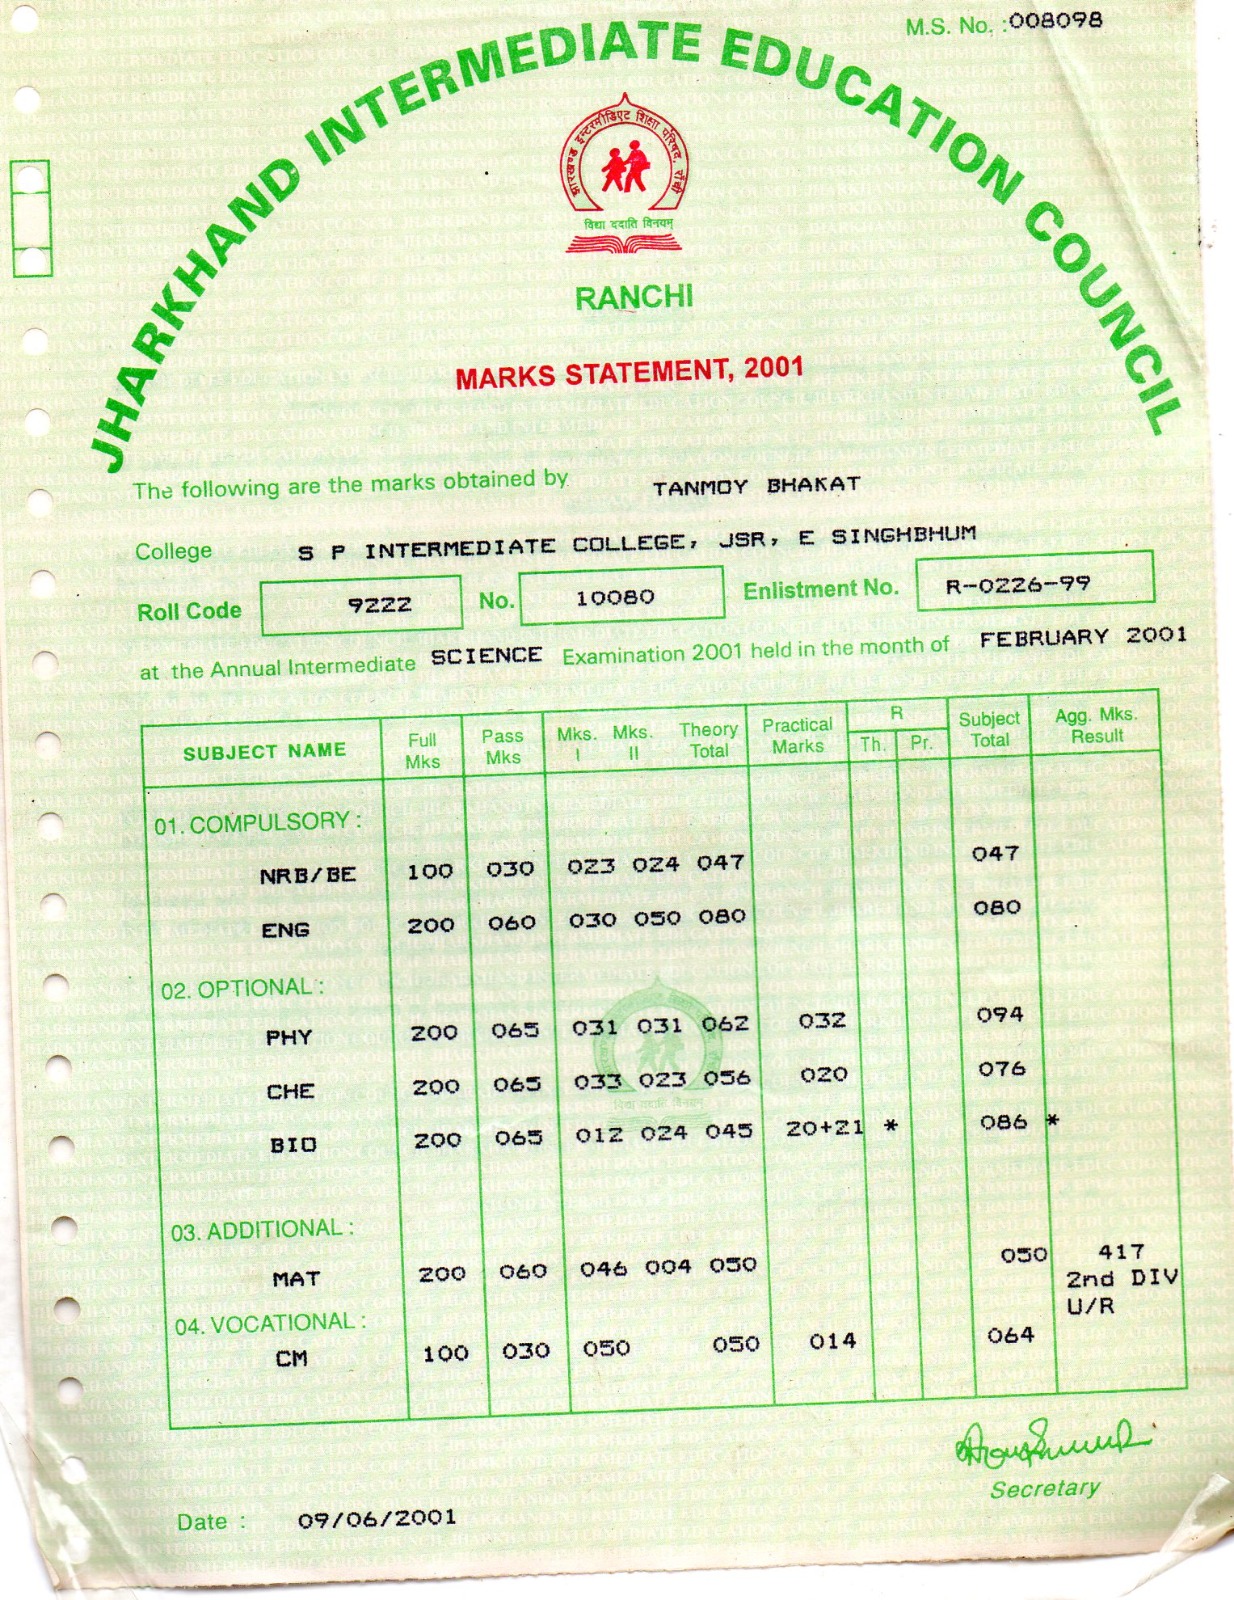 M.S. No. : 008098
JHARKHAND INTERMEDIATE EDUCATION COUNCIL
झारखण्ड इन्टरमीडिएट शिक्षा परिषद, राँची
विद्या ददाति विनयम्
RANCHI
MARKS STATEMENT, 2001
The following are the marks obtained by TANMOY BHAKAT
College S P INTERMEDIATE COLLEGE, JSR, E SINGHBHUM
Roll Code 9222 No. 10080 Enlistment No. R-0226-99
at the Annual Intermediate SCIENCE Examination 2001 held in the month of FEBRUARY 2001
SUBJECT NAME Full Mks Pass Mks Mks. I Mks. II Theory Total Practical Marks R Th. Pr. Subject Total Agg. Mks. Result
01. COMPULSORY :
NRB/BE 100 030 023 024 047 047
ENG 200 060 030 050 080 080
02. OPTIONAL :
PHY 200 065 031 031 062 032 094
CHE 200 065 033 023 056 020 076
BIO 200 065 012 024 045 20+21 * 086 *
03. ADDITIONAL :
MAT 200 060 046 004 050 050 417
2nd DIV
U/R
04. VOCATIONAL :
CM 100 030 050 050 014 064
Secretary
Date : 09/06/2001